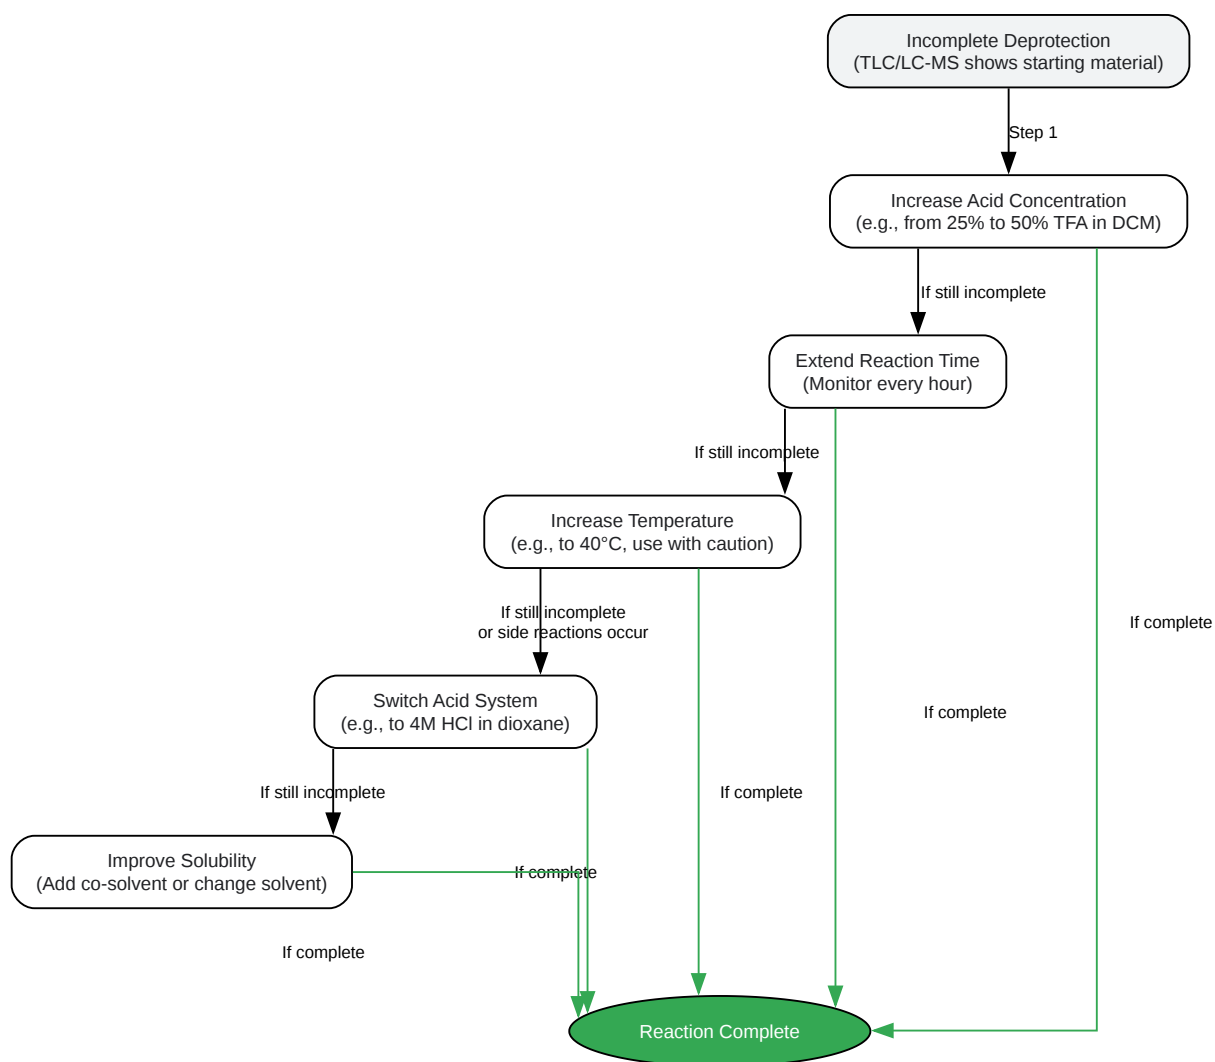 Incomplete Deprotection
(TLC/LC-MS shows starting material)
Step 1
Increase Acid Concentration
(e.g., from 25% to 50% TFA in DCM)
If still incomplete
Extend Reaction Time
(Monitor every hour)
If still incomplete
Increase Temperature
(e.g., to 40°C, use with caution)
If still incomplete
or side reactions occur
If complete
Switch Acid System
(e.g., to 4M HCl in dioxane)
If complete
If still incomplete
If complete
Improve Solubility
(Add co-solvent or change solvent)
If complete
If complete
Reaction Complete